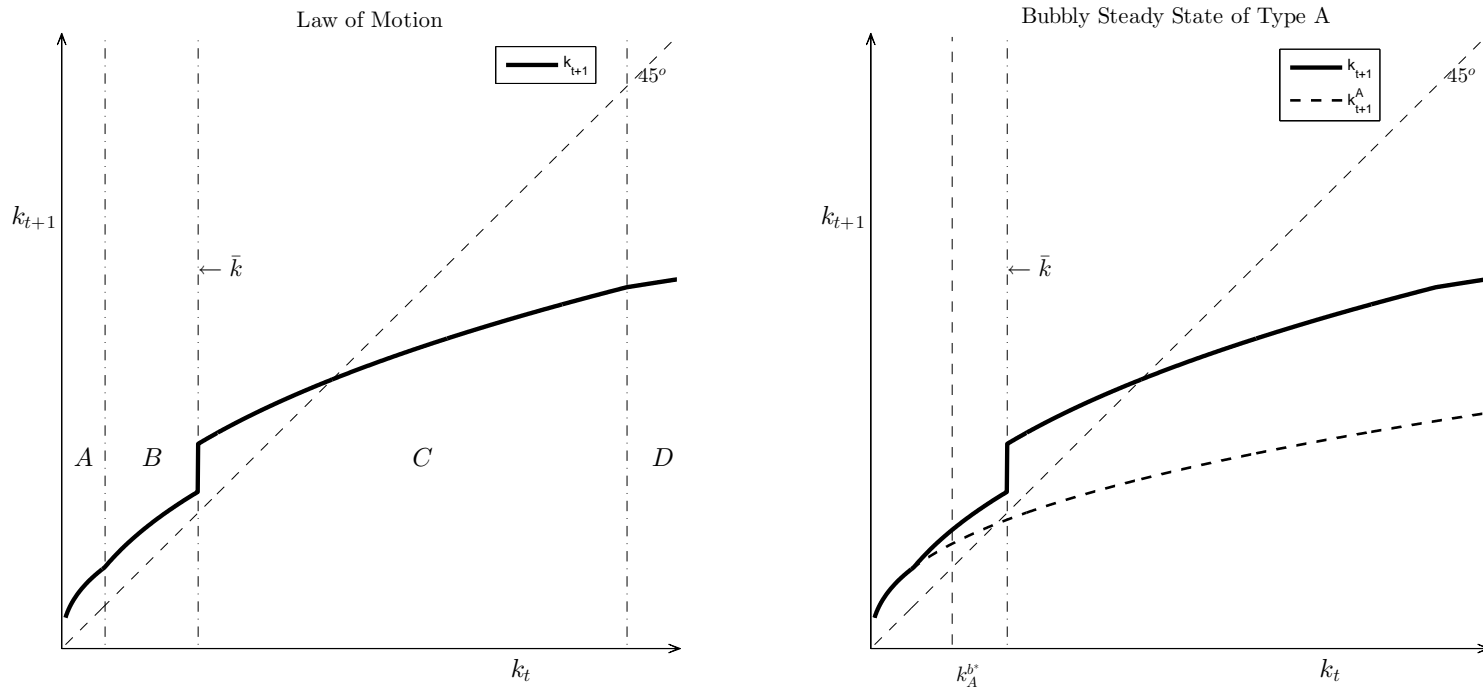 Law of Motion
k_{t+1}
45^o
k_{t+1}
← k̄
A
B
C
D
k_t
Bubbly Steady State of Type A
k_{t+1}
k^A_{t+1}
45^o
k_{t+1}
← k̄
k_A^{b*}
k_t